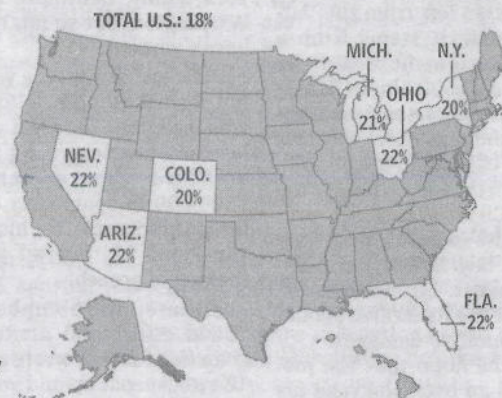 TOTAL U.S.: 18%
MICH.
21%
N.Y.
20%
OHIO
22%
NEV.
22%
COLO.
20%
ARIZ.
22%
FLA.
22%